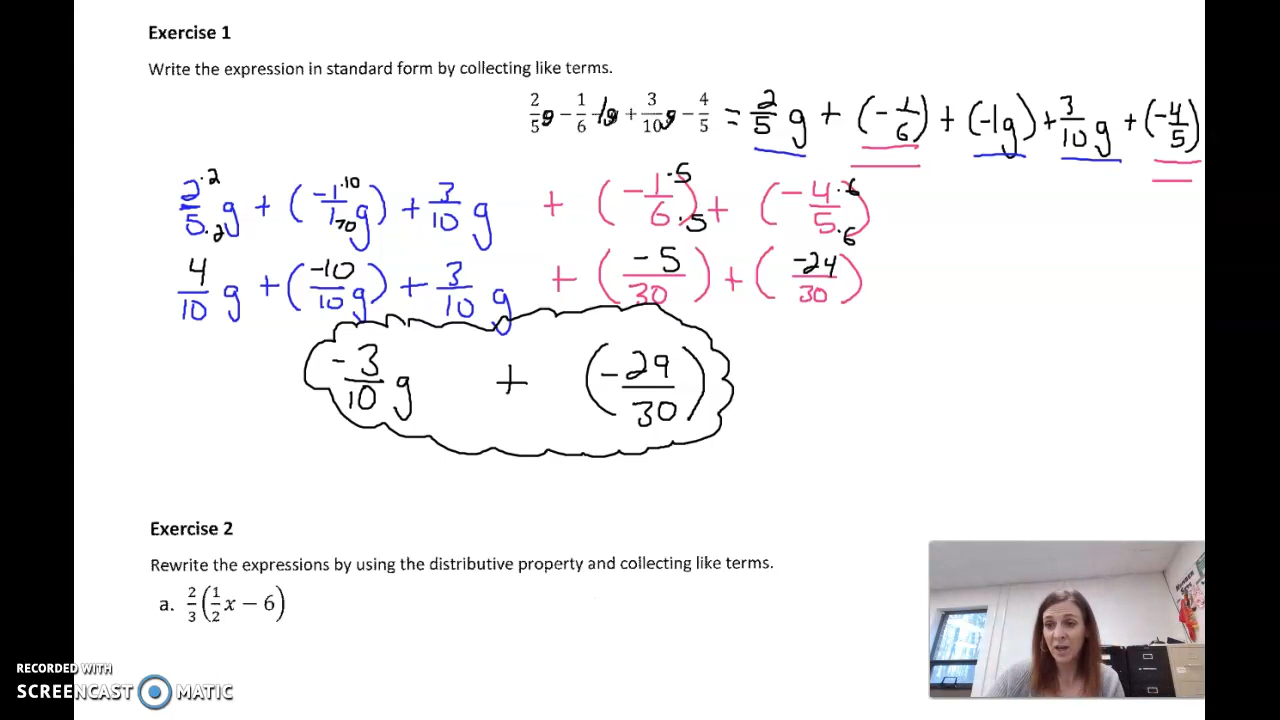 Exercise 1
Write the expression in standard form by collecting like terms.
2/5 g − 1/6 − 1g + 3/10 g − 4/5 = 2/5 g + (−1/6) + (−1g) + 3/10 g + (−4/5)
2·2/5·2 g + (−1·10/1·10 g) + 3/10 g + (−1·5/6·5) + (−4·6/5·6)
4/10 g + (−10/10 g) + 3/10 g + (−5/30) + (−24/30)
−3/10 g + (−29/30)
Exercise 2
Rewrite the expressions by using the distributive property and collecting like terms.
a. 2/3 (1/2 x − 6)
RECORDED WITH
SCREENCAST MATIC